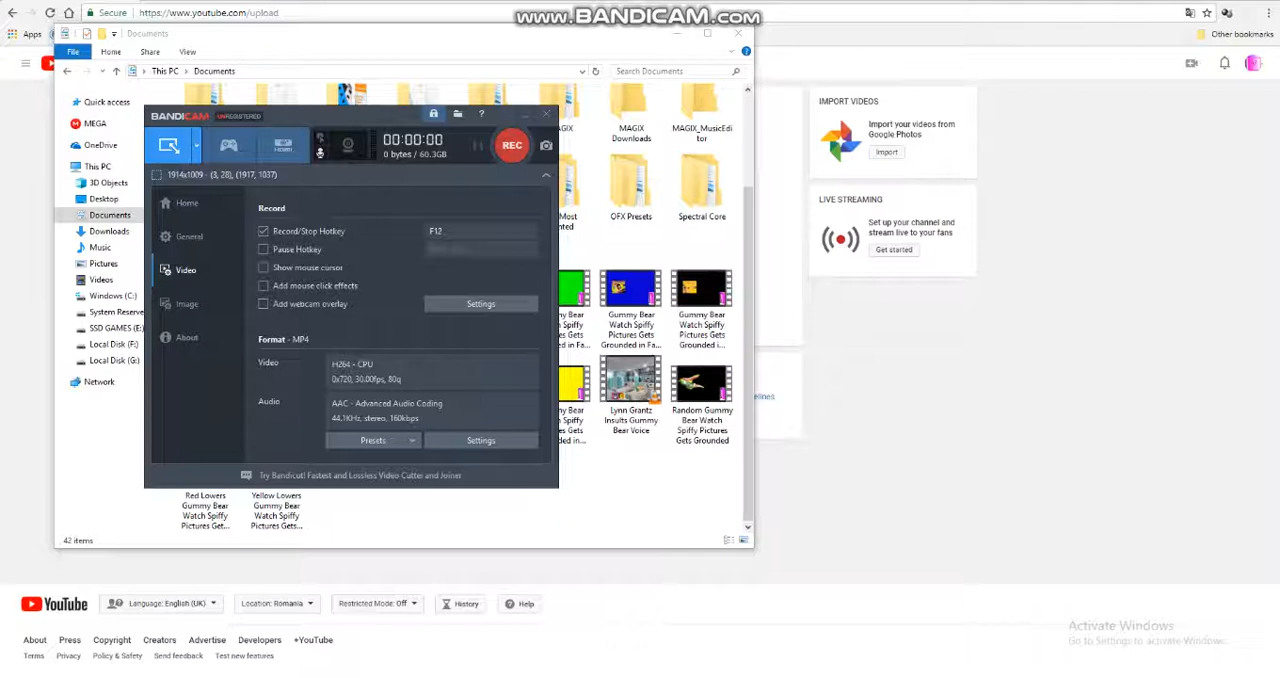 Secure
https://www.youtube.com/upload
www.BANDICAM.com
Apps
Other bookmarks
Documents
File
Home
Share
View
This PC
Documents
Search Documents
Quick access
MEGA
OneDrive
This PC
3D Objects
Desktop
Documents
Downloads
Music
Pictures
Videos
Windows (C:)
System Reserve
SSD GAMES (E:)
Local Disk (F:)
Local Disk (G:)
Network
42 items
MAGIX
Downloads
MAGIX_MusicEdi
tor
OFX Presets
Spectral Core
Gummy Bear
Watch Spiffy
Pictures Gets
Grounded in Fa...
Gummy Bear
Watch Spiffy
Pictures Gets
Grounded i...
Lynn Grantz
Insults Gummy
Bear Voice
Random Gummy
Bear Watch
Spiffy Pictures
Gets Grounded
Red Lowers
Gummy Bear
Watch Spiffy
Pictures Get...
Yellow Lowers
Gummy Bear
Watch Spiffy
Pictures Gets...
BANDICAM
UNREGISTERED
00:00:00
0 bytes / 60.3GB
REC
1914x1009 - (3, 28), (1917, 1037)
Home
General
Video
Image
About
Record
Record/Stop Hotkey
F12
Pause Hotkey
Show mouse cursor
Add mouse click effects
Add webcam overlay
Settings
Format - MP4
Video
H264 - CPU
0x720, 30.00fps, 80q
Audio
AAC - Advanced Audio Coding
44.1KHz, stereo, 160kbps
Presets
Settings
Try Bandicut! Fastest and Lossless Video Cutter and Joiner
IMPORT VIDEOS
Import your videos from
Google Photos
Import
LIVE STREAMING
Set up your channel and
stream live to your fans
Get started
YouTube
Language: English (UK)
Location: Romania
Restricted Mode: Off
History
Help
About
Press
Copyright
Creators
Advertise
Developers
+YouTube
Terms
Privacy
Policy & Safety
Send feedback
Test new features
Activate Windows
Go to Settings to activate Windows.